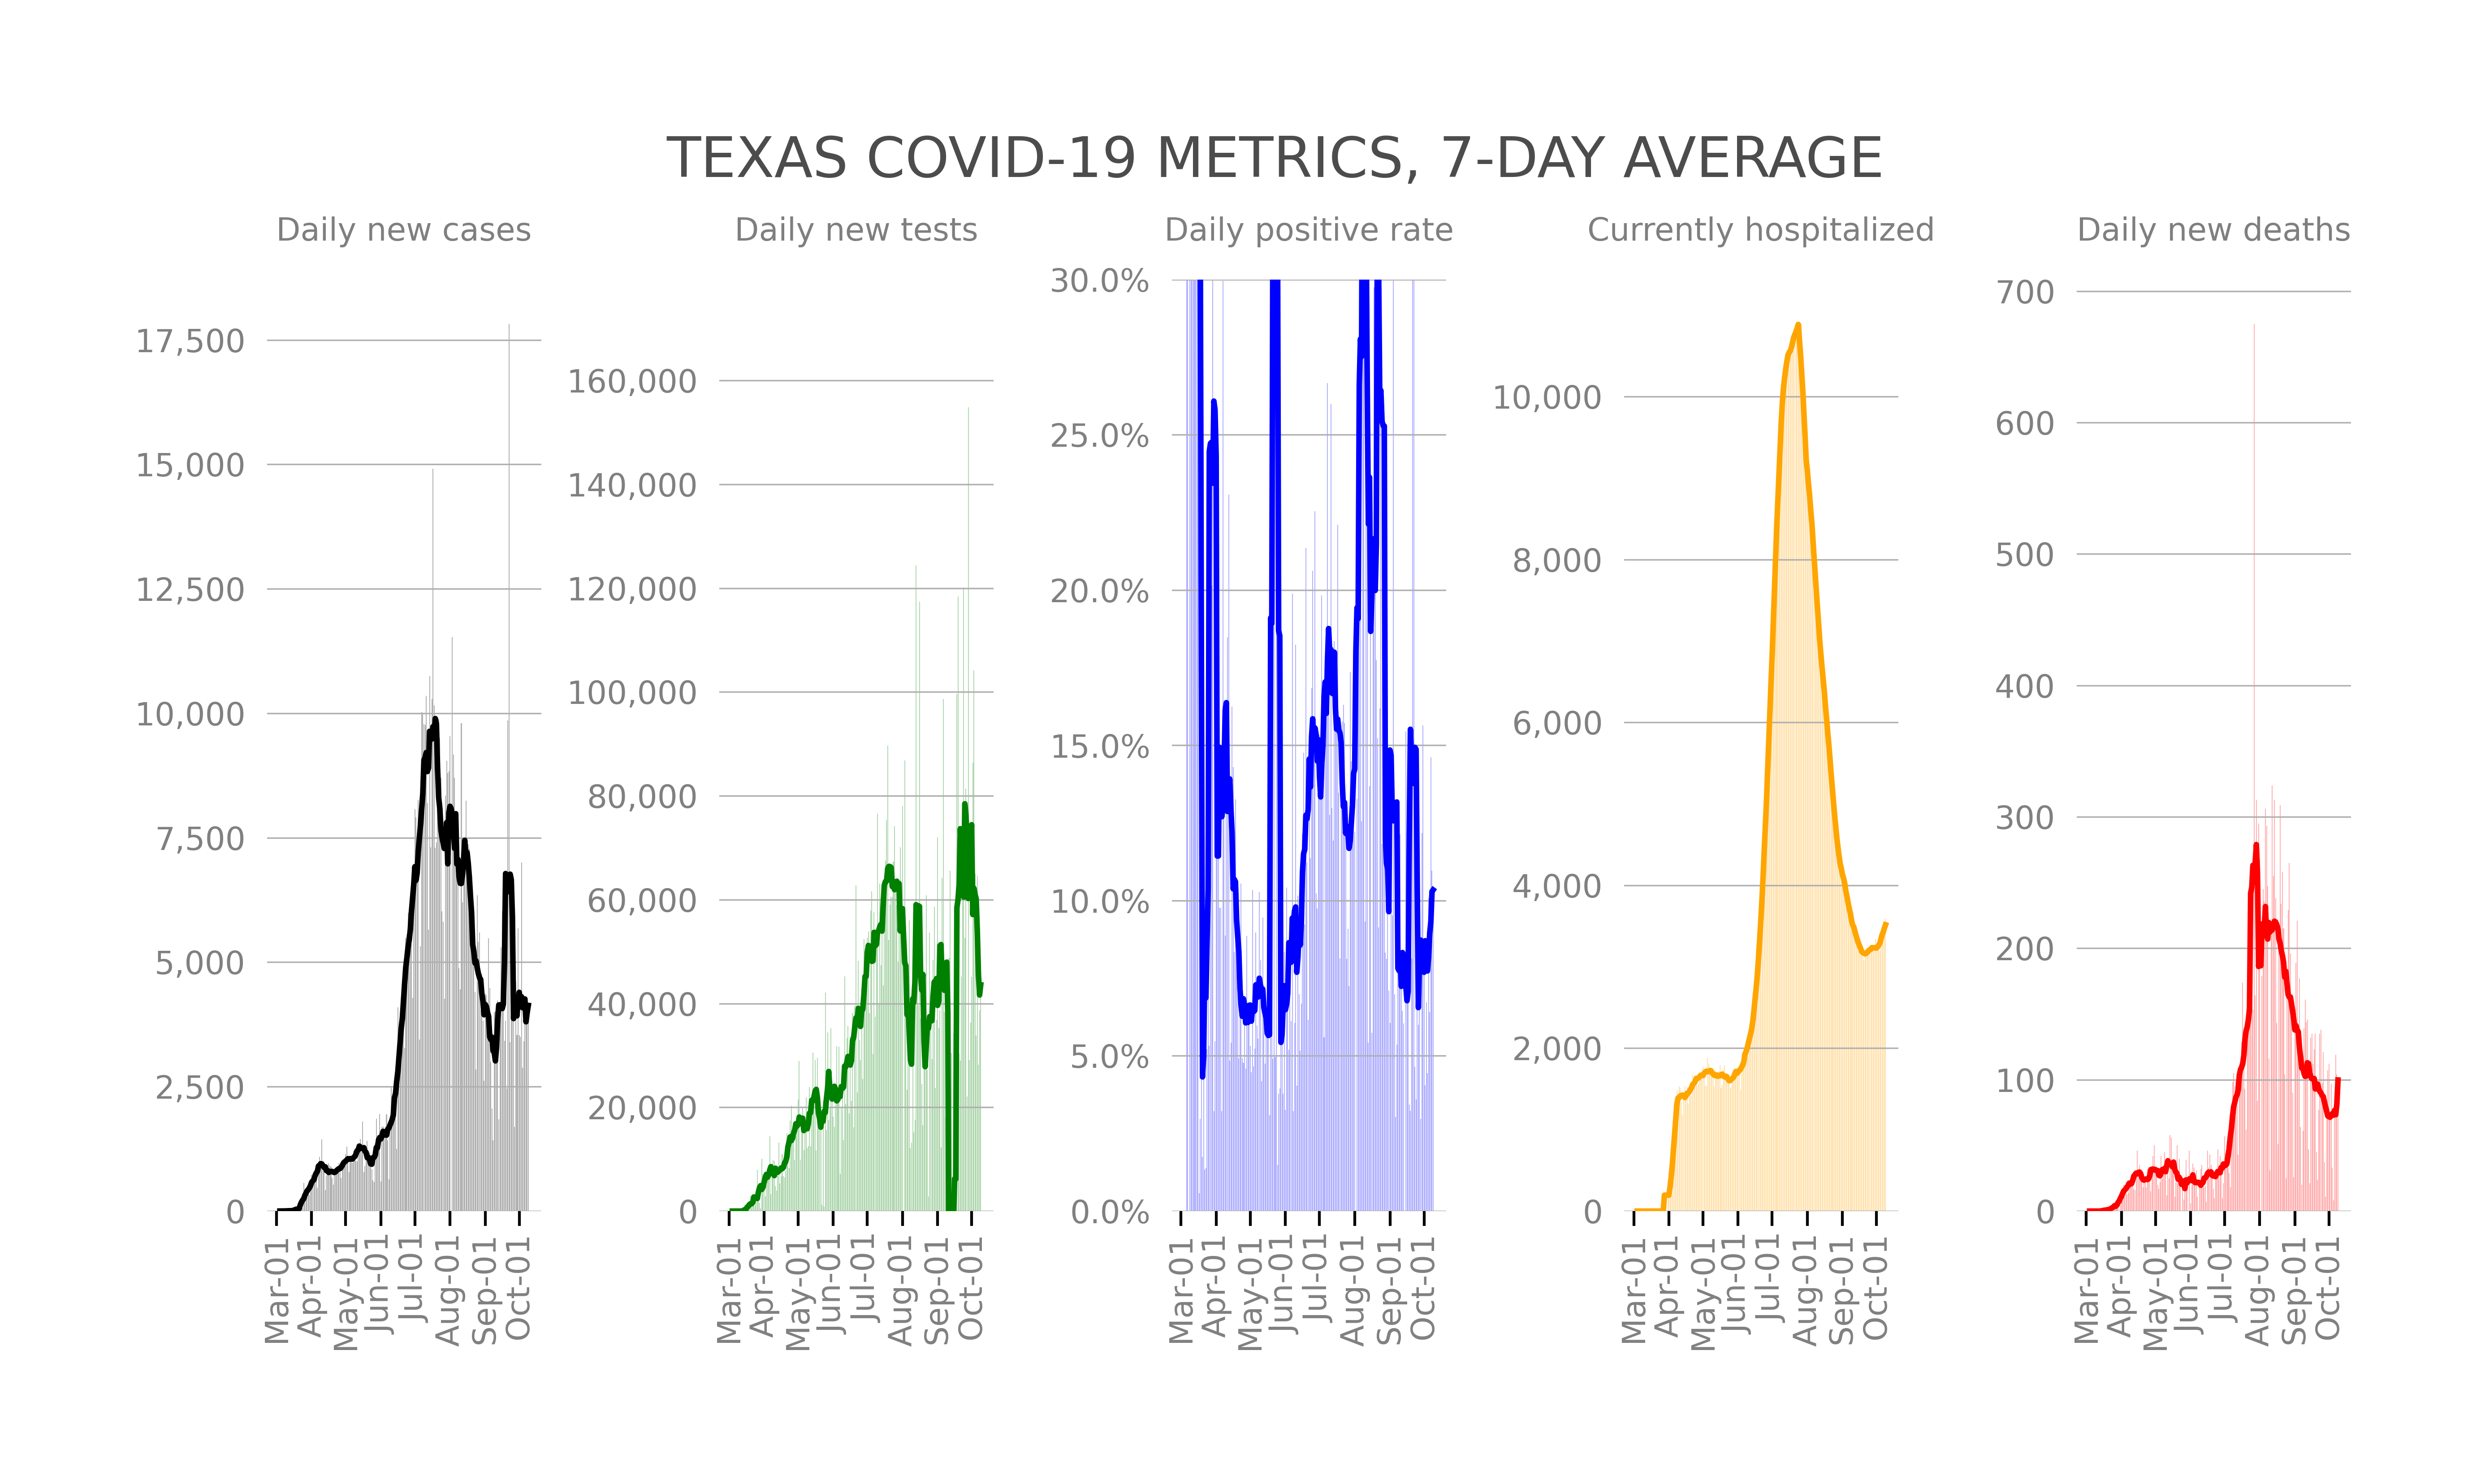 TEXAS COVID-19 METRICS, 7-DAY AVERAGE
Daily new cases
17,500
15,000
12,500
10,000
7,500
5,000
2,500
0
Mar-01
Apr-01
May-01
Jun-01
Jul-01
Aug-01
Sep-01
Oct-01
Daily new tests
160,000
140,000
120,000
100,000
80,000
60,000
40,000
20,000
0
Mar-01
Apr-01
May-01
Jun-01
Jul-01
Aug-01
Sep-01
Oct-01
Daily positive rate
30.0%
25.0%
20.0%
15.0%
10.0%
5.0%
0.0%
Mar-01
Apr-01
May-01
Jun-01
Jul-01
Aug-01
Sep-01
Oct-01
Currently hospitalized
10,000
8,000
6,000
4,000
2,000
0
Mar-01
Apr-01
May-01
Jun-01
Jul-01
Aug-01
Sep-01
Oct-01
Daily new deaths
700
600
500
400
300
200
100
0
Mar-01
Apr-01
May-01
Jun-01
Jul-01
Aug-01
Sep-01
Oct-01